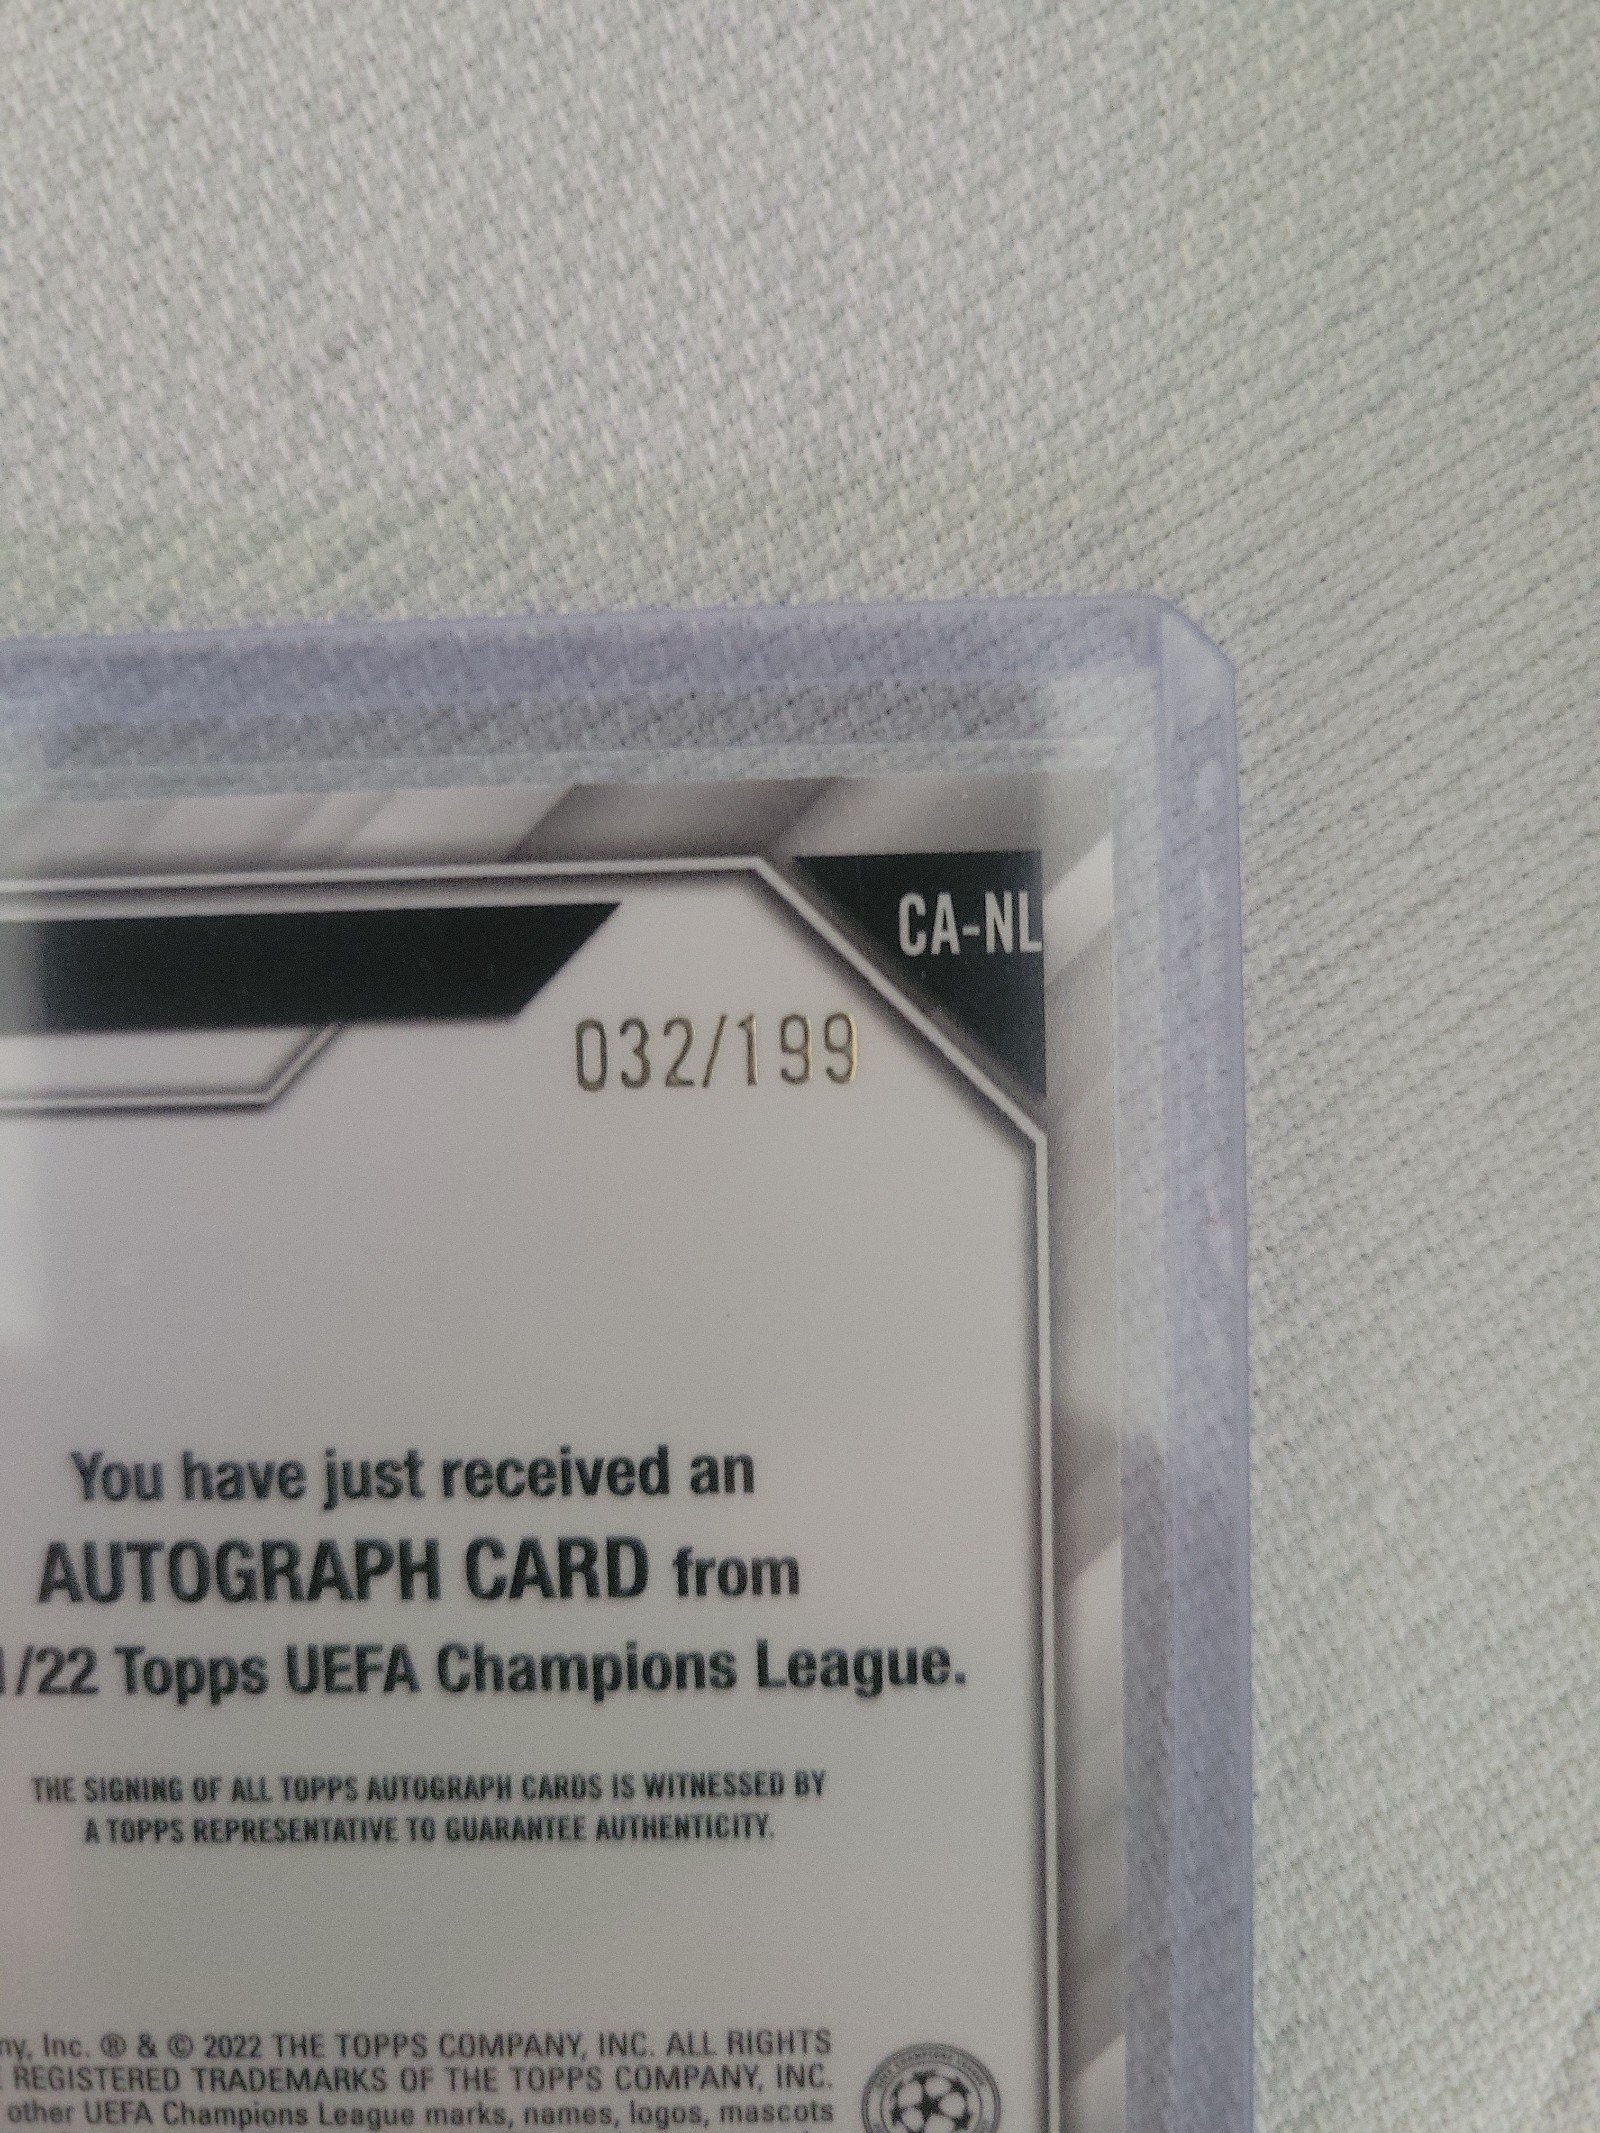 CA-NL
032/199
You have just received an
AUTOGRAPH CARD from
/22 Topps UEFA Champions League.
THE SIGNING OF ALL TOPPS AUTOGRAPH CARDS IS WITNESSED BY
A TOPPS REPRESENTATIVE TO GUARANTEE AUTHENTICITY.
Inc. ® & © 2022 THE TOPPS COMPANY, INC. ALL RIGHTS
REGISTERED TRADEMARKS OF THE TOPPS COMPANY, INC.
other UEFA Champions League marks, names, logos, mascots